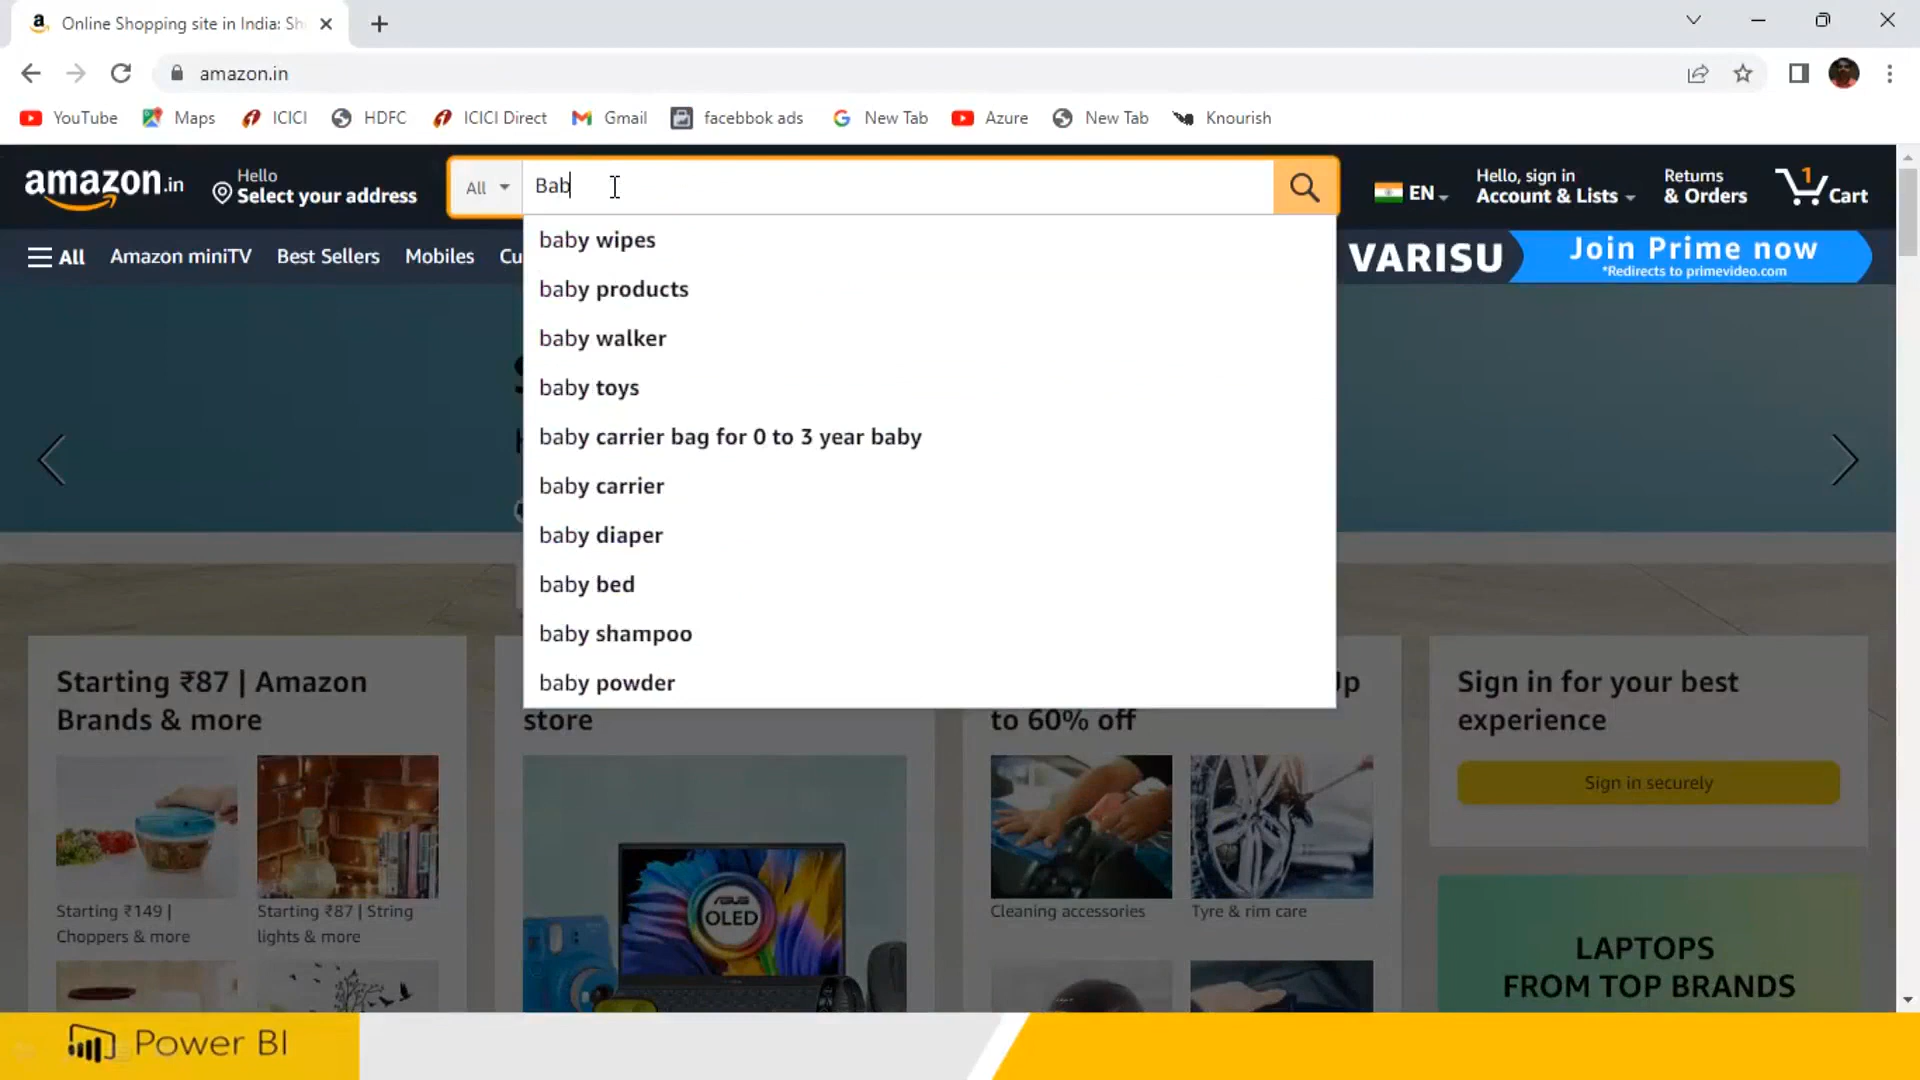 Online Shopping site in India: Sh
amazon.in
YouTube Maps ICICI HDFC ICICI Direct Gmail facebbok ads New Tab Azure New Tab Knourish
amazon.in
Hello
Select your address
All
Bab
EN
Hello, sign in
Account & Lists
Returns
& Orders
1
Cart
All Amazon miniTV Best Sellers Mobiles Cu
VARISU
Join Prime now
*Redirects to primevideo.com
baby wipes
baby products
baby walker
baby toys
baby carrier bag for 0 to 3 year baby
baby carrier
baby diaper
baby bed
baby shampoo
baby powder
Starting ₹87 | Amazon
Brands & more
Starting ₹149 |
Choppers & more
Starting ₹87 | String
lights & more
store
ASUS
OLED
to 60% off
Cleaning accessories
Tyre & rim care
Sign in for your best
experience
Sign in securely
LAPTOPS
FROM TOP BRANDS
Power BI